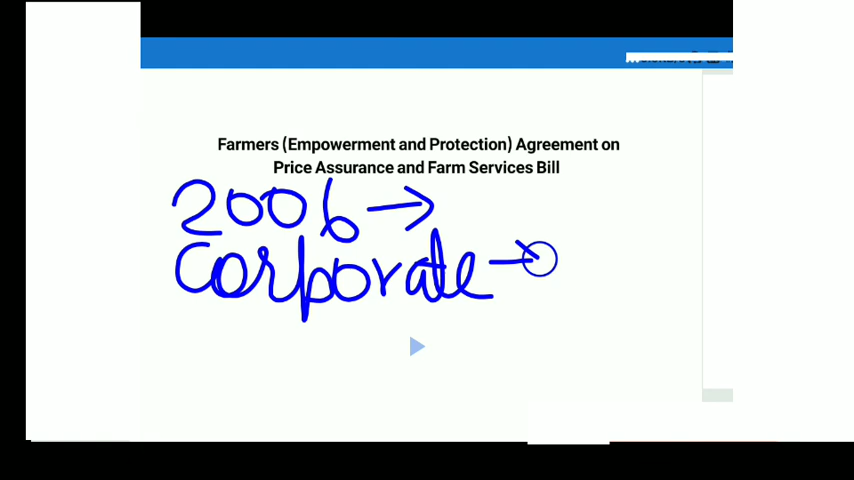 Farmers (Empowerment and Protection) Agreement on
Price Assurance and Farm Services Bill
2006 →
Corporate →